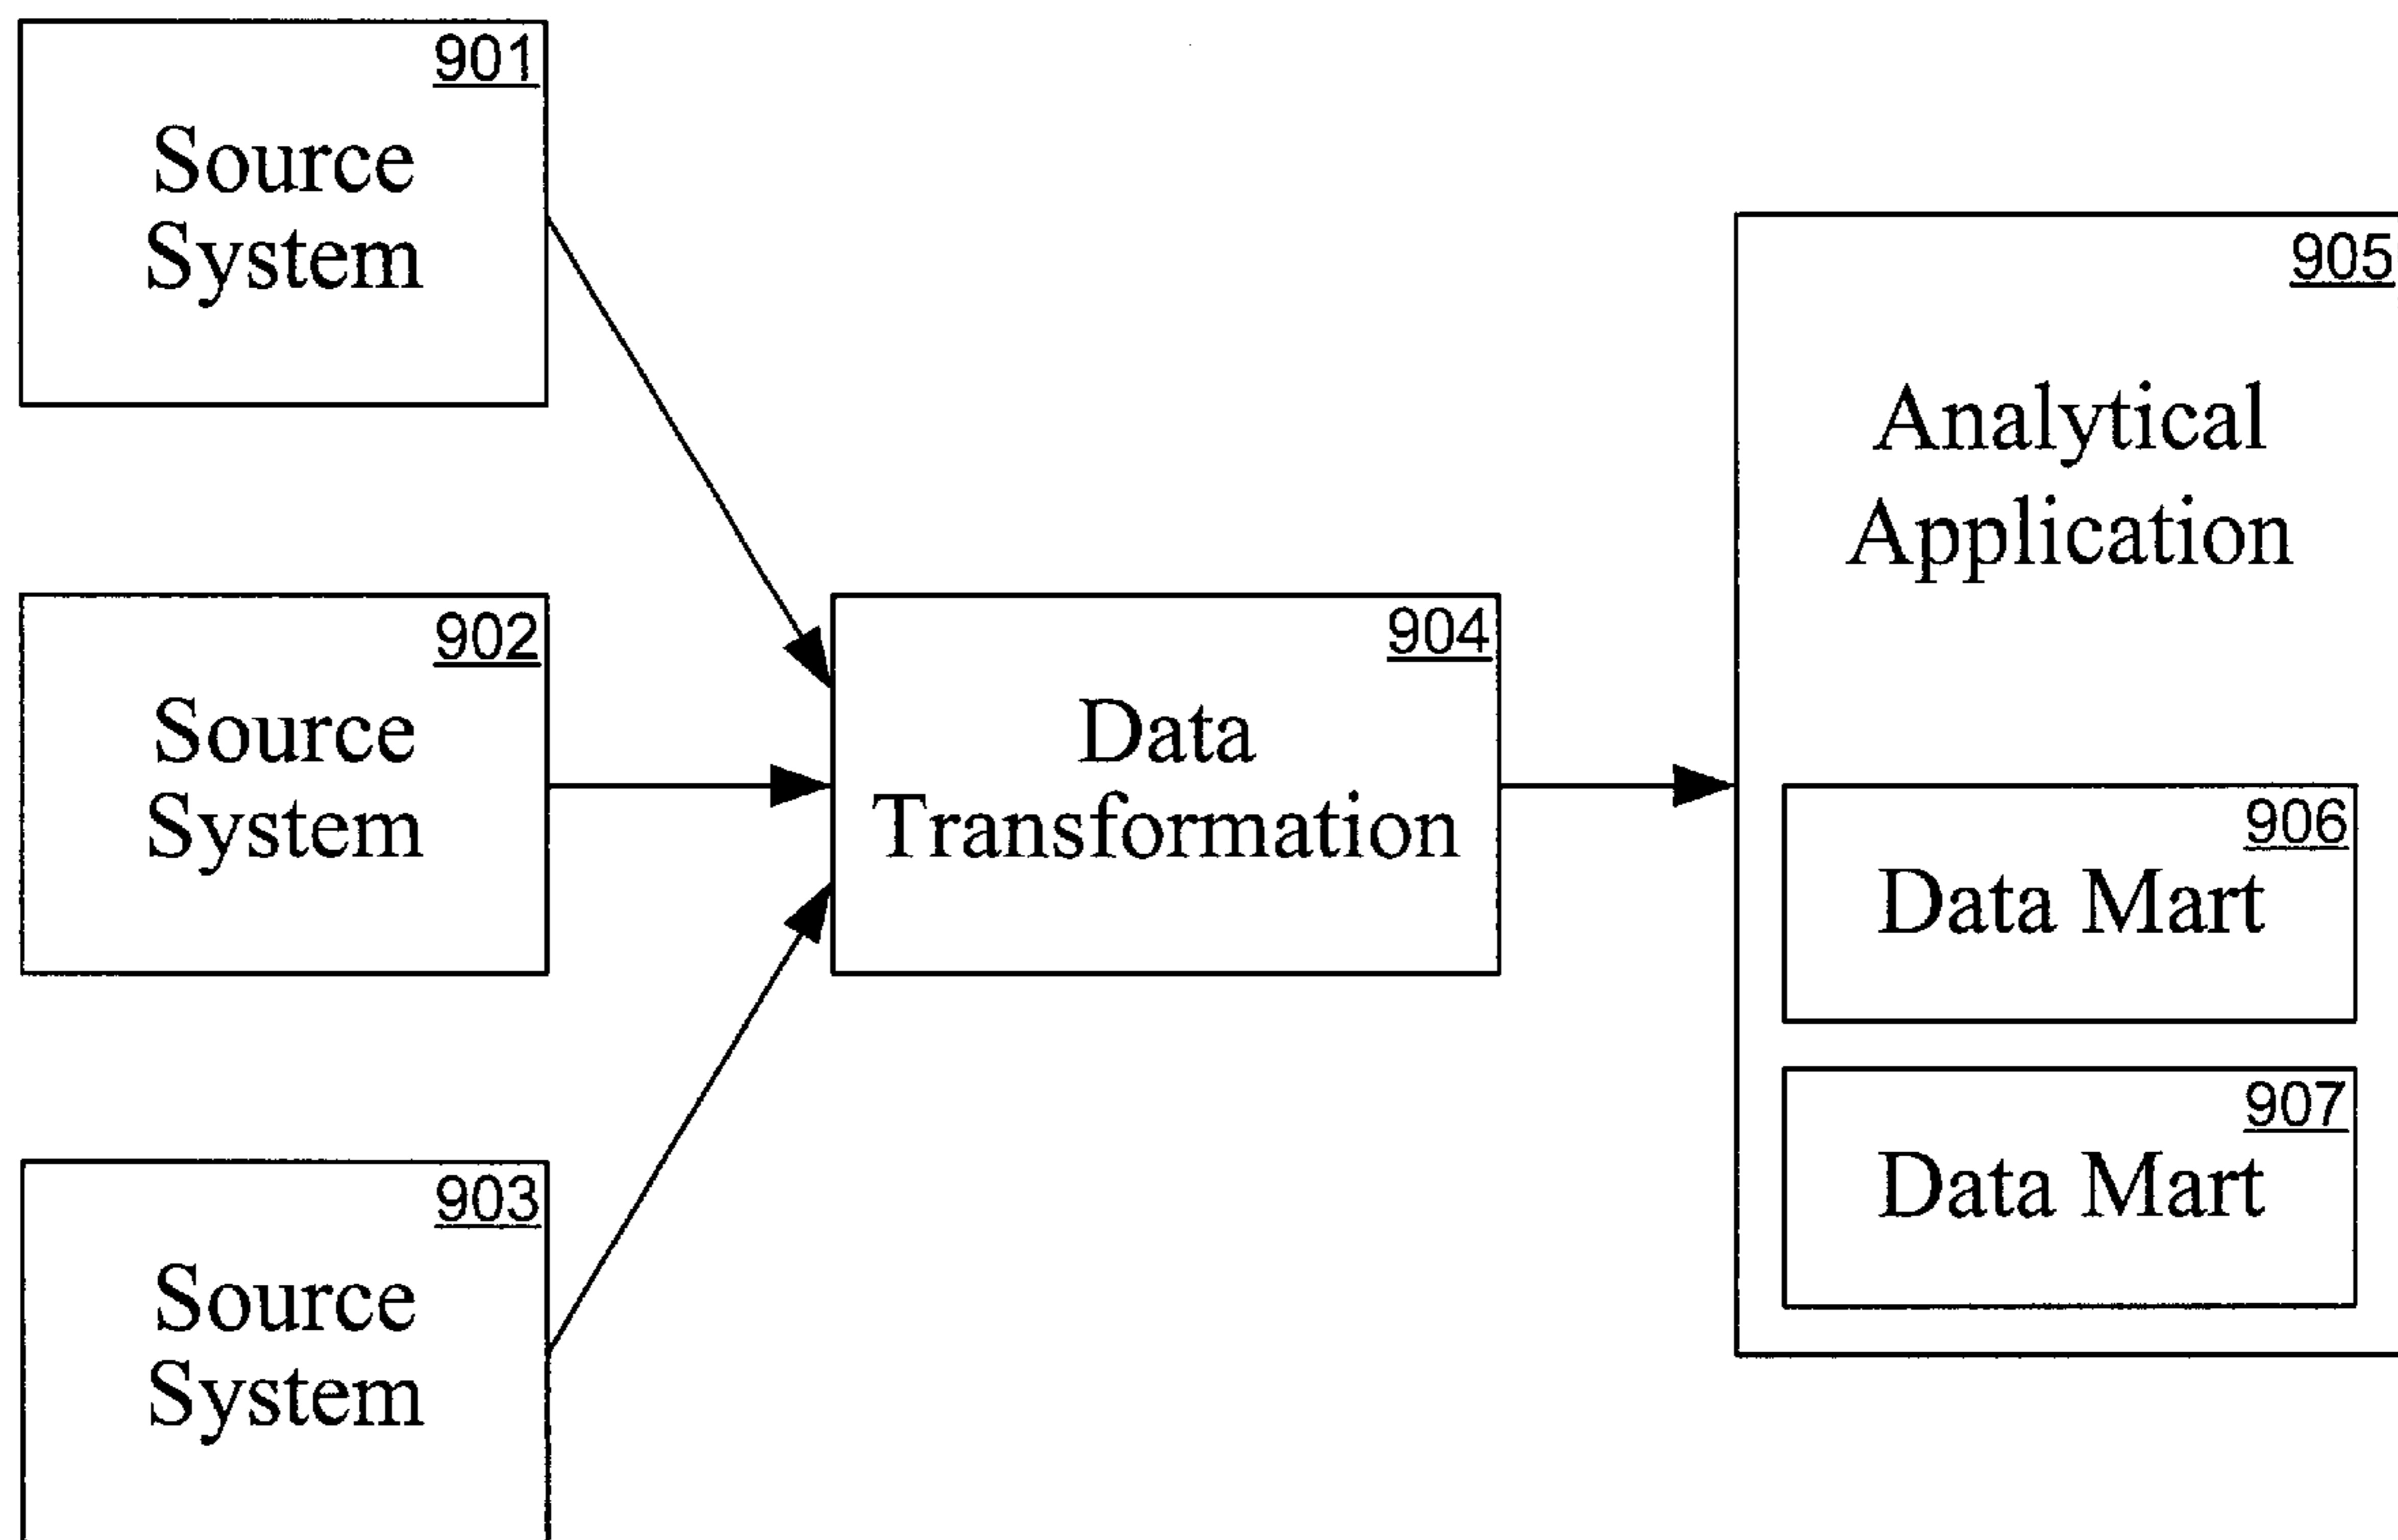 901
Source
System
902
Source
System
903
Source
System
904
Data
Transformation
905
Analytical
Application
906
Data Mart
907
Data Mart